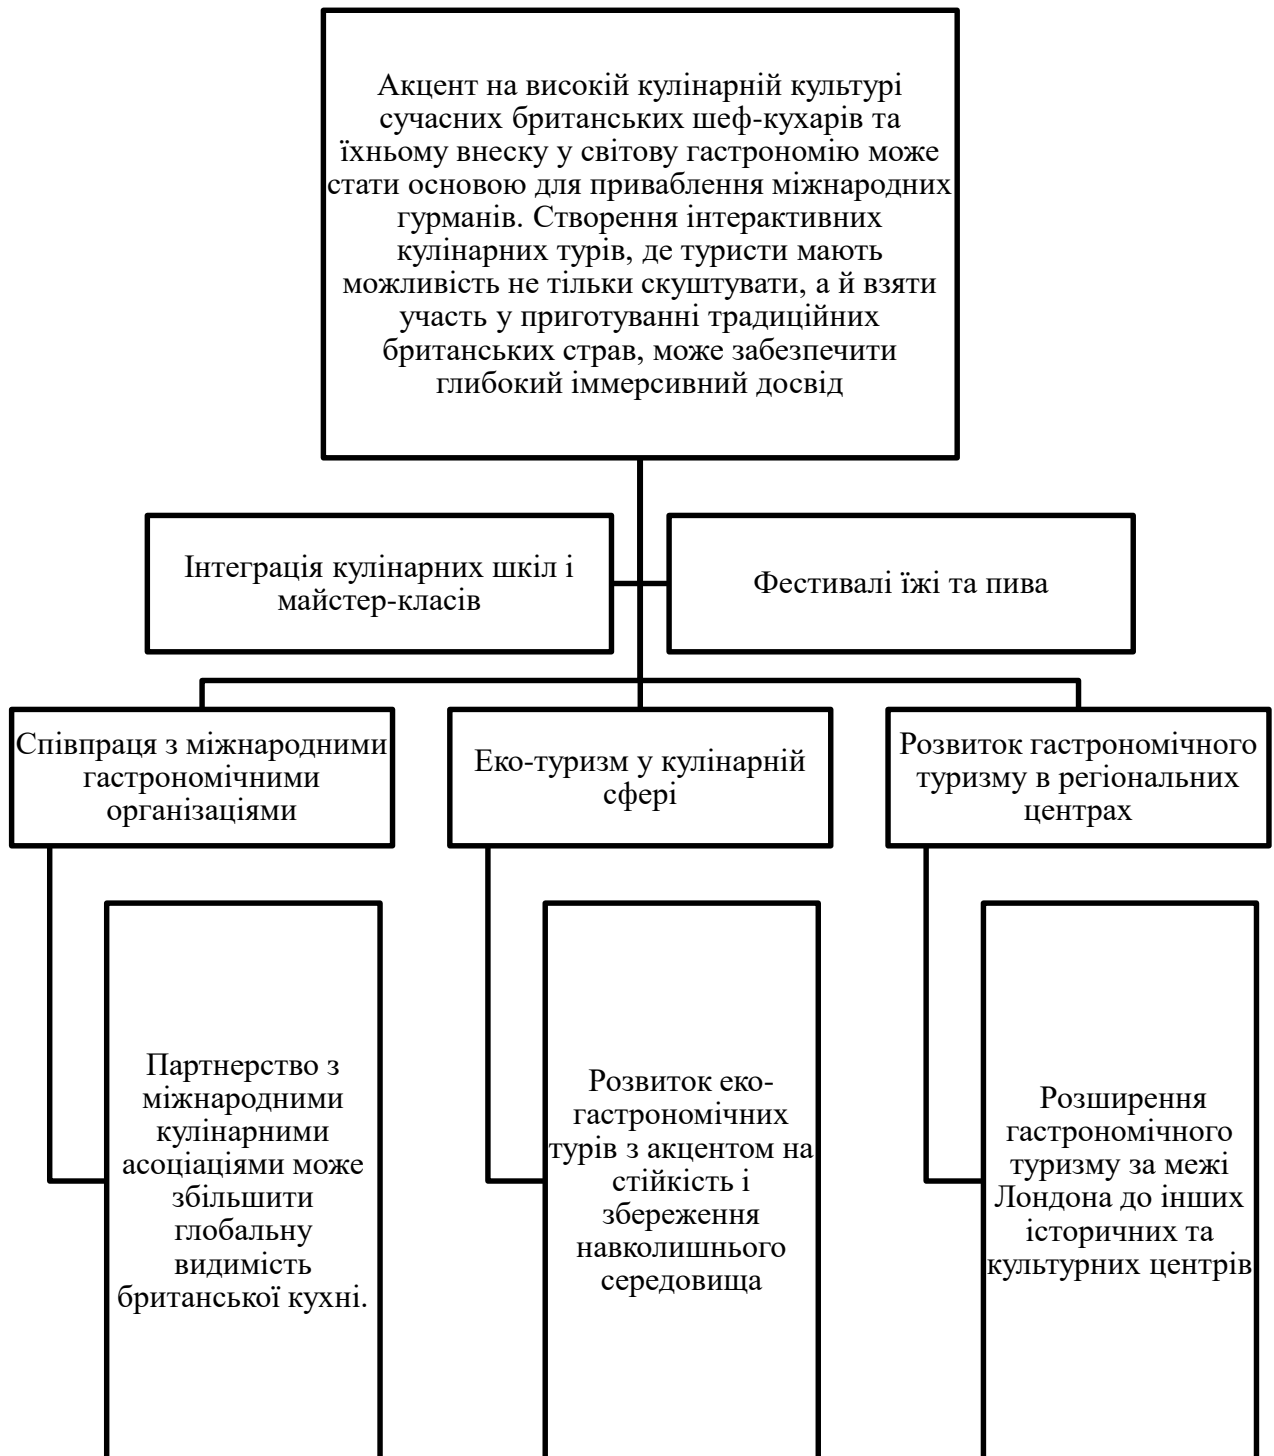 Акцент на високій кулінарній культурі
сучасних британських шеф-кухарів та
їхньому внеску у світову гастрономію може
стати основою для приваблення міжнародних
гурманів. Створення інтерактивних
кулінарних турів, де туристи мають
можливість не тільки скуштувати, а й взяти
участь у приготуванні традиційних
британських страв, може забезпечити
глибокий іммерсивний досвід
Інтеграція кулінарних шкіл і
майстер-класів
Фестивалі їжі та пива
Співпраця з міжнародними
гастрономічними
організаціями
Еко-туризм у кулінарній
сфері
Розвиток гастрономічного
туризму в регіональних
центрах
Партнерство з
міжнародними
кулінарними
асоціаціями може
збільшити
глобальну
видимість
британської кухні.
Розвиток еко-
гастрономічних
турів з акцентом на
стійкість і
збереження
навколишнього
середовища
Розширення
гастрономічного
туризму за межі
Лондона до інших
історичних та
культурних центрів